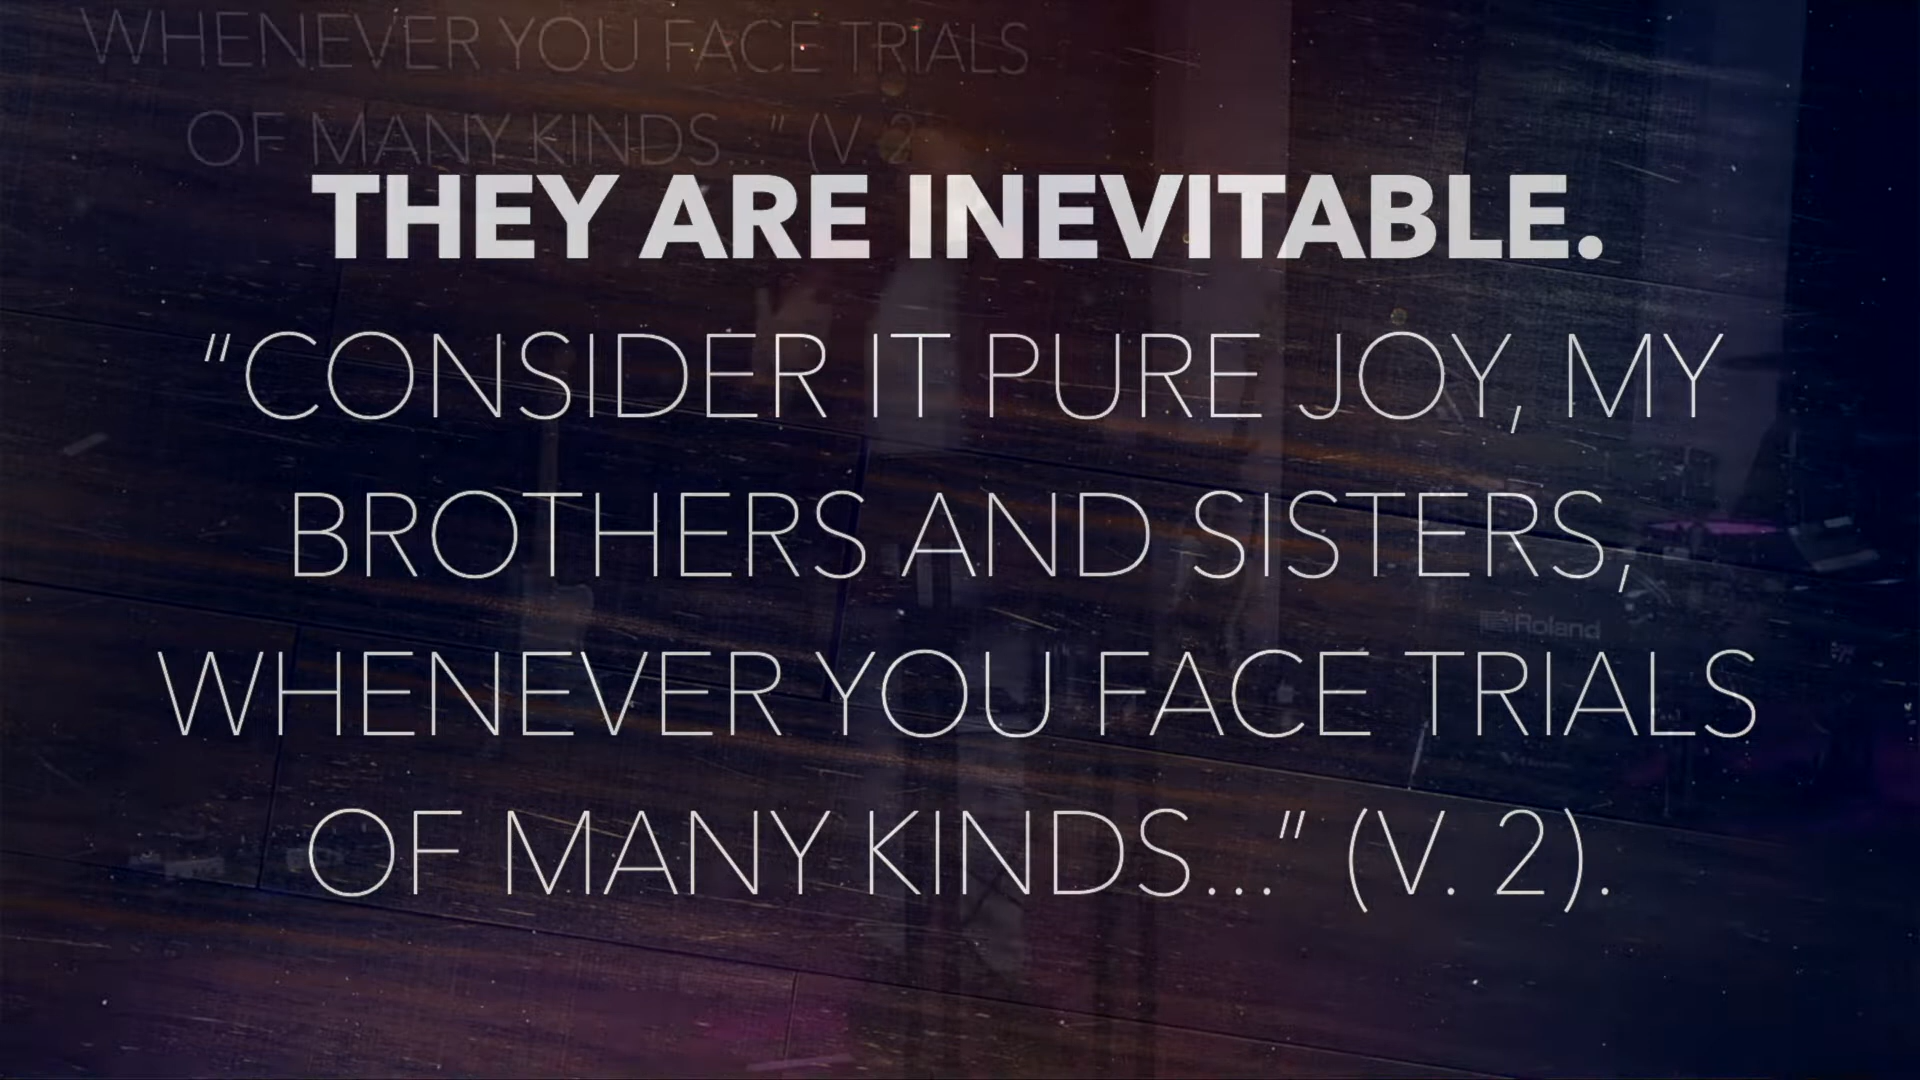 WHENEVER YOU FACE TRIALS
OF MANY KINDS..." (V. 2
THEY ARE INEVITABLE.
"CONSIDER IT PURE JOY, MY
BROTHERS AND SISTERS,
Roland
WHENEVER YOU FACE TRIALS
OF MANY KINDS..." (V. 2).